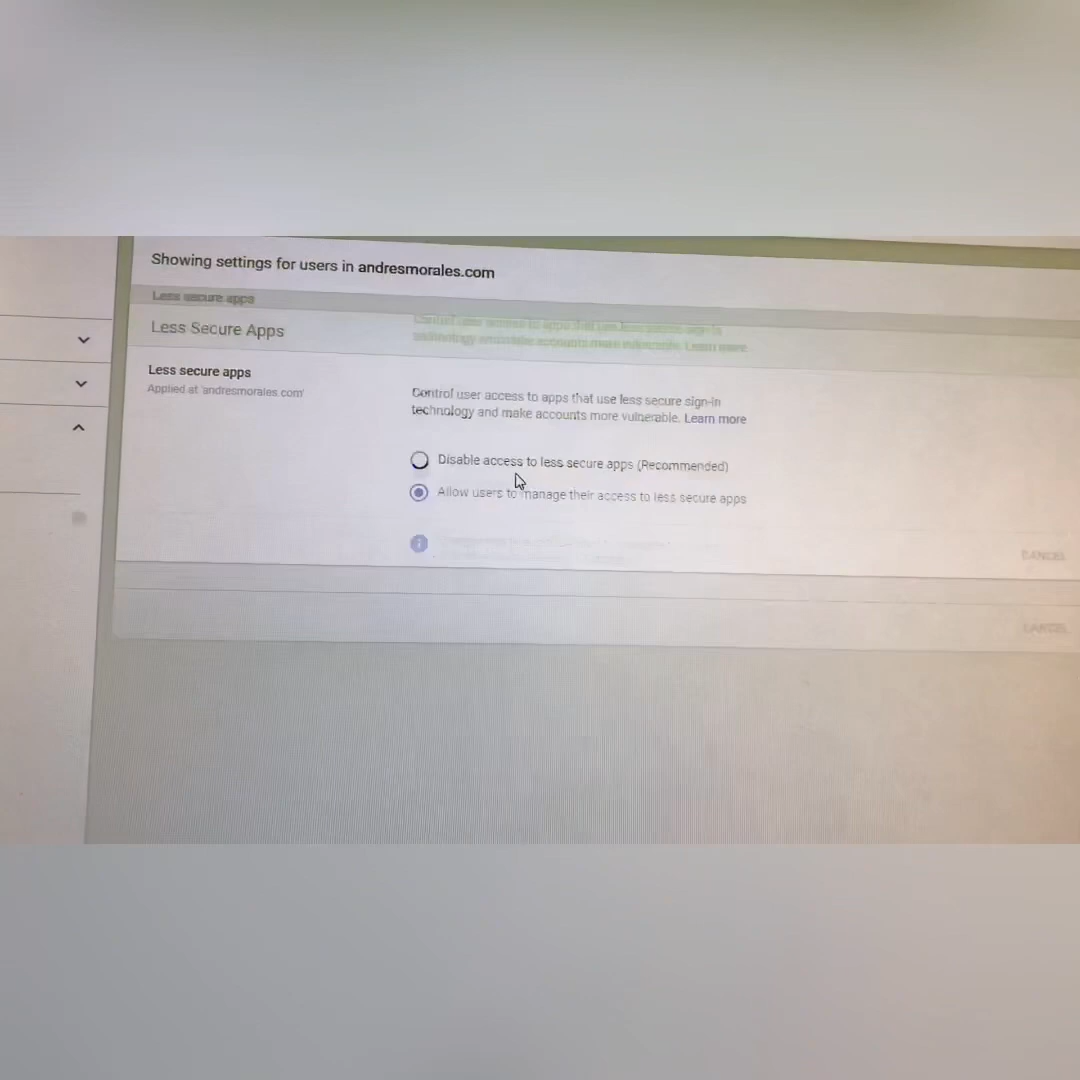 Showing settings for users in andresmorales.com
Less secure apps
Less Secure Apps
Less secure apps
Applied at 'andresmorales.com'
Control user access to apps that use less secure sign-in
technology and make accounts more vulnerable. Learn more
Disable access to less secure apps (Recommended)
Allow users to manage their access to less secure apps
CANCEL
CANCEL